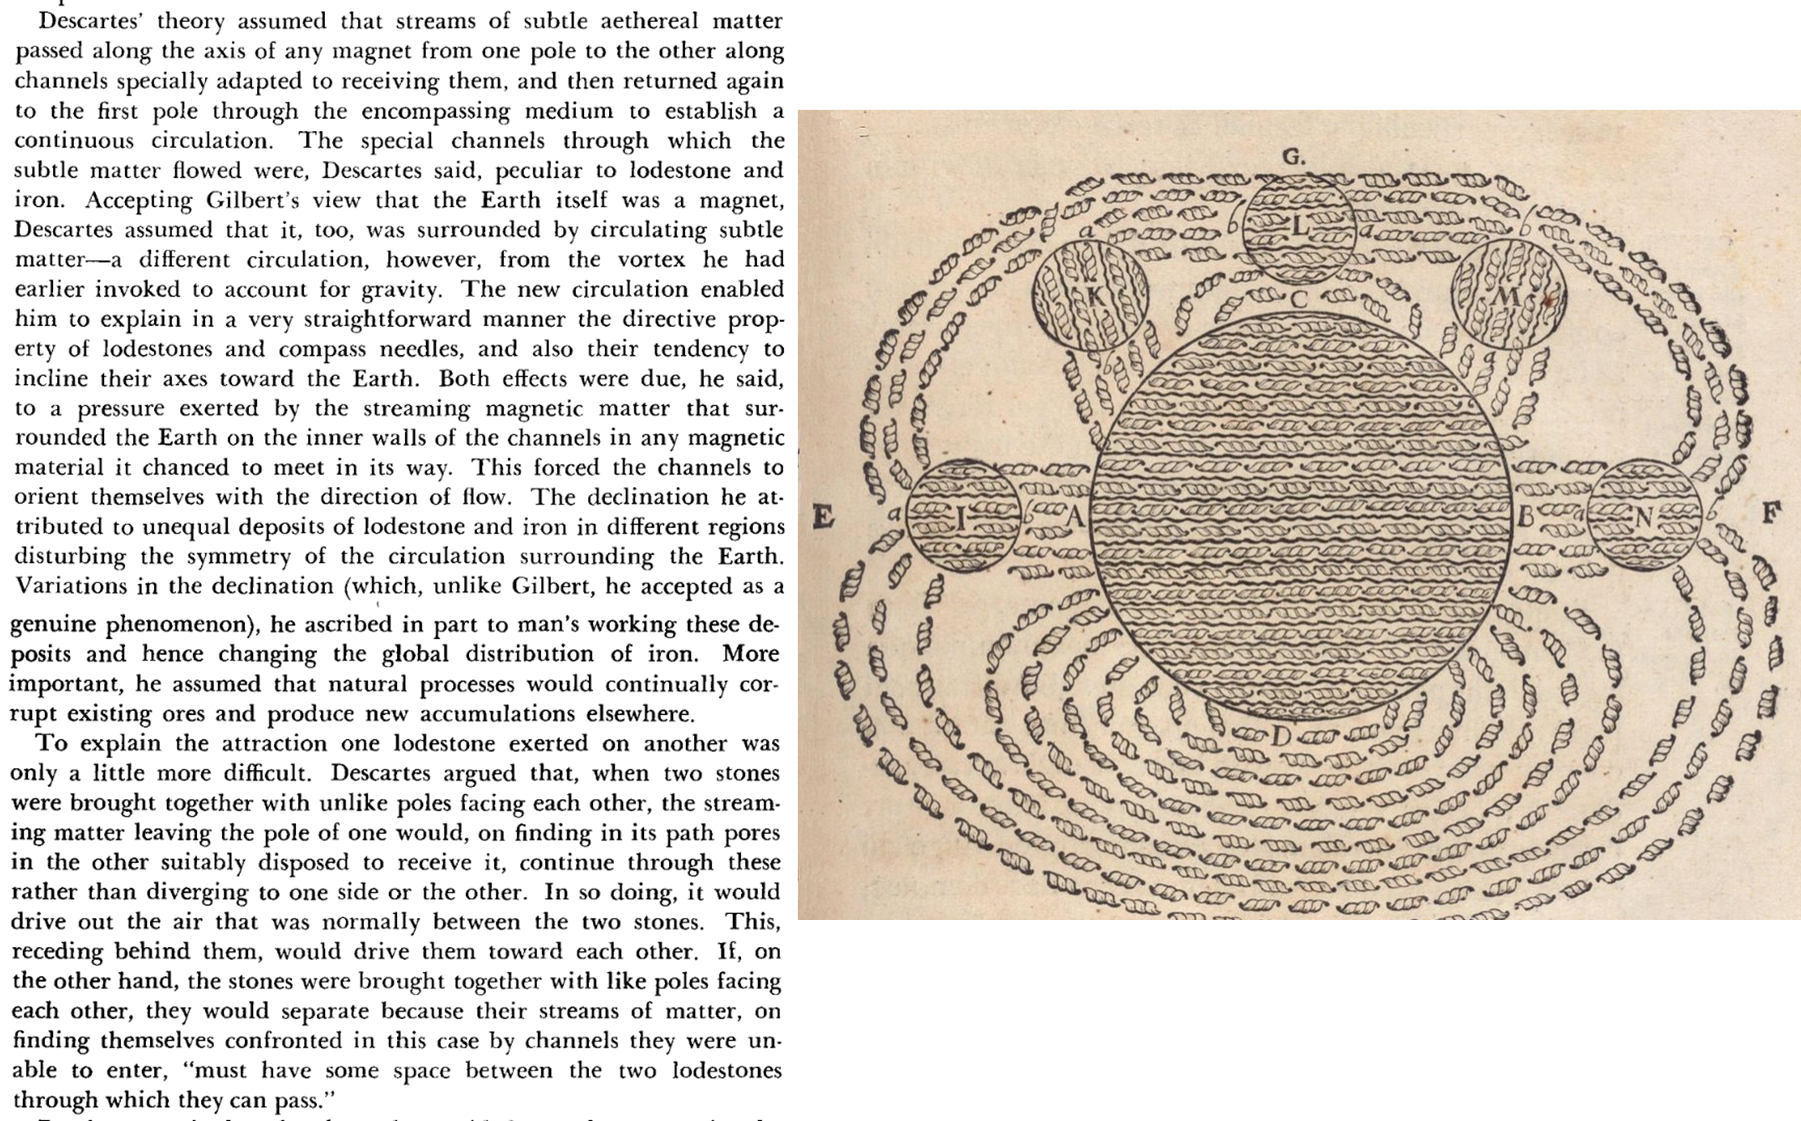 Descartes' theory assumed that streams of subtle aethereal matter
passed along the axis of any magnet from one pole to the other along
channels specially adapted to receiving them, and then returned again
to the first pole through the encompassing medium to establish a
continuous circulation. The special channels through which the
subtle matter flowed were, Descartes said, peculiar to lodestone and
iron. Accepting Gilbert's view that the Earth itself was a magnet,
Descartes assumed that it, too, was surrounded by circulating subtle
matter—a different circulation, however, from the vortex he had
earlier invoked to account for gravity. The new circulation enabled
him to explain in a very straightforward manner the directive prop-
erty of lodestones and compass needles, and also their tendency to
incline their axes toward the Earth. Both effects were due, he said,
to a pressure exerted by the streaming magnetic matter that sur-
rounded the Earth on the inner walls of the channels in any magnetic
material it chanced to meet in its way. This forced the channels to
orient themselves with the direction of flow. The declination he at-
tributed to unequal deposits of lodestone and iron in different regions
disturbing the symmetry of the circulation surrounding the Earth.
Variations in the declination (which, unlike Gilbert, he accepted as a
genuine phenomenon), he ascribed in part to man's working these de-
posits and hence changing the global distribution of iron. More
important, he assumed that natural processes would continually cor-
rupt existing ores and produce new accumulations elsewhere.
To explain the attraction one lodestone exerted on another was
only a little more difficult. Descartes argued that, when two stones
were brought together with unlike poles facing each other, the stream-
ing matter leaving the pole of one would, on finding in its path pores
in the other suitably disposed to receive it, continue through these
rather than diverging to one side or the other. In so doing, it would
drive out the air that was normally between the two stones. This,
receding behind them, would drive them toward each other. If, on
the other hand, the stones were brought together with like poles facing
each other, they would separate because their streams of matter, on
finding themselves confronted in this case by channels they were un-
able to enter, "must have some space between the two lodestones
through which they can pass."
G.
b L a b
a
K M
C
b a
E a I b A B a N b F
D